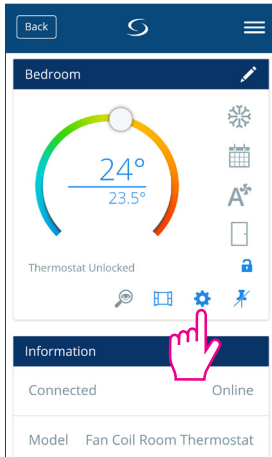 Back
Bedroom
24°
23.5°
A
Thermostat Unlocked
Information
Connected Online
Model Fan Coil Room Thermostat